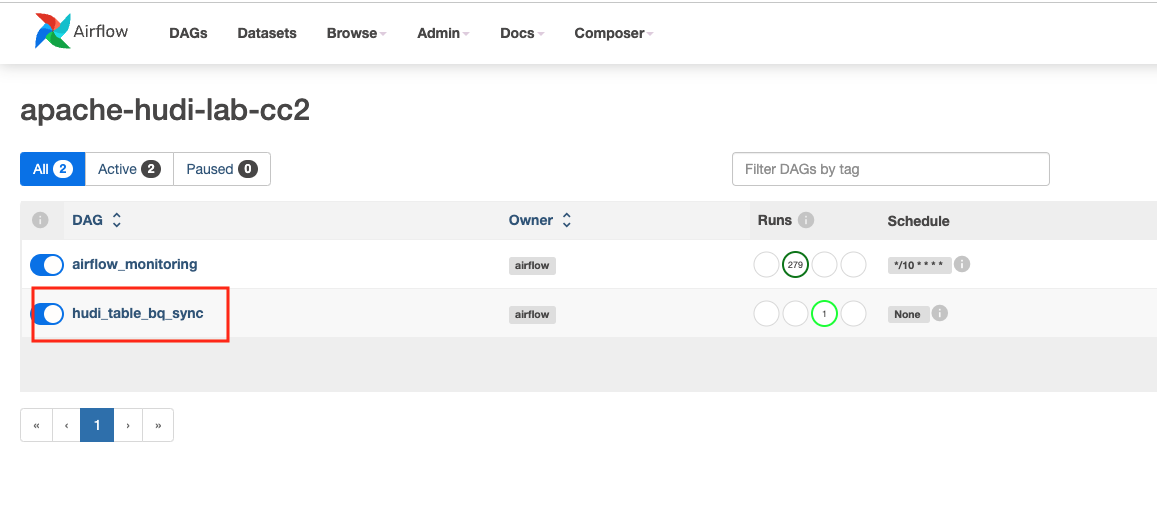 Airflow DAGs Datasets Browse Admin Docs Composer
apache-hudi-lab-cc2
All 2 Active 2 Paused 0 Filter DAGs by tag
i DAG Owner Runs i Schedule
airflow_monitoring airflow 279 */10 * * * * i
hudi_table_bq_sync airflow 1 None i
« ‹ 1 › »